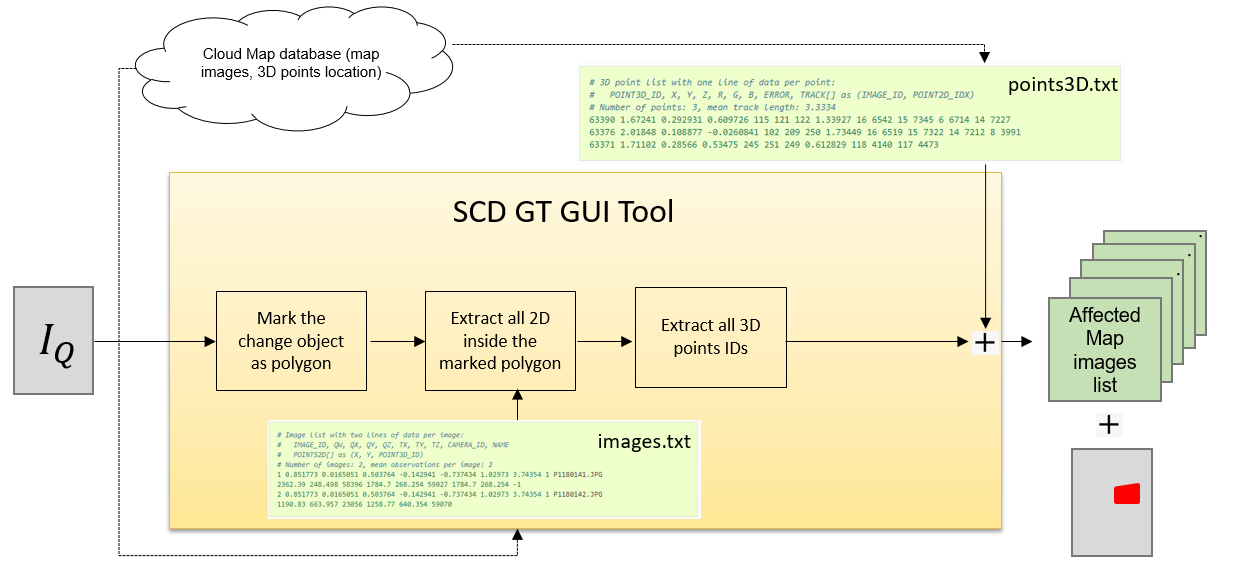 Cloud Map database (map
images, 3D points location)
points3D.txt
# 3D point list with one line of data per point:
#   POINT3D_ID, X, Y, Z, R, G, B, ERROR, TRACK[] as (IMAGE_ID, POINT2D_IDX)
# Number of points: 3, mean track length: 3.3334
63390 1.67241 0.292931 0.609726 115 121 122 1.33927 16 6542 15 7345 6 6714 14 7227
63376 2.01848 0.108877 -0.0260841 102 209 250 1.73449 16 6519 15 7322 14 7212 8 3991
63371 1.71102 0.28566 0.53475 245 251 249 0.612829 118 4140 117 4473
SCD GT GUI Tool
I_Q
Mark the
change object
as polygon
Extract all 2D
inside the
marked polygon
Extract all 3D
points IDs
+
Affected
Map
images
list
+
images.txt
# Image list with two lines of data per image:
#   IMAGE_ID, QW, QX, QY, QZ, TX, TY, TZ, CAMERA_ID, NAME
#   POINTS2D[] as (X, Y, POINT3D_ID)
# Number of images: 2, mean observations per image: 2
1 0.851773 0.0165051 0.503764 -0.142941 -0.737434 1.02973 3.74354 1 P1180141.JPG
2362.39 248.498 58396 1784.7 268.254 59027 1784.7 268.254 -1
2 0.851773 0.0165051 0.503764 -0.142941 -0.737434 1.02973 3.74354 1 P1180142.JPG
1190.83 663.957 23056 1258.77 640.354 59070